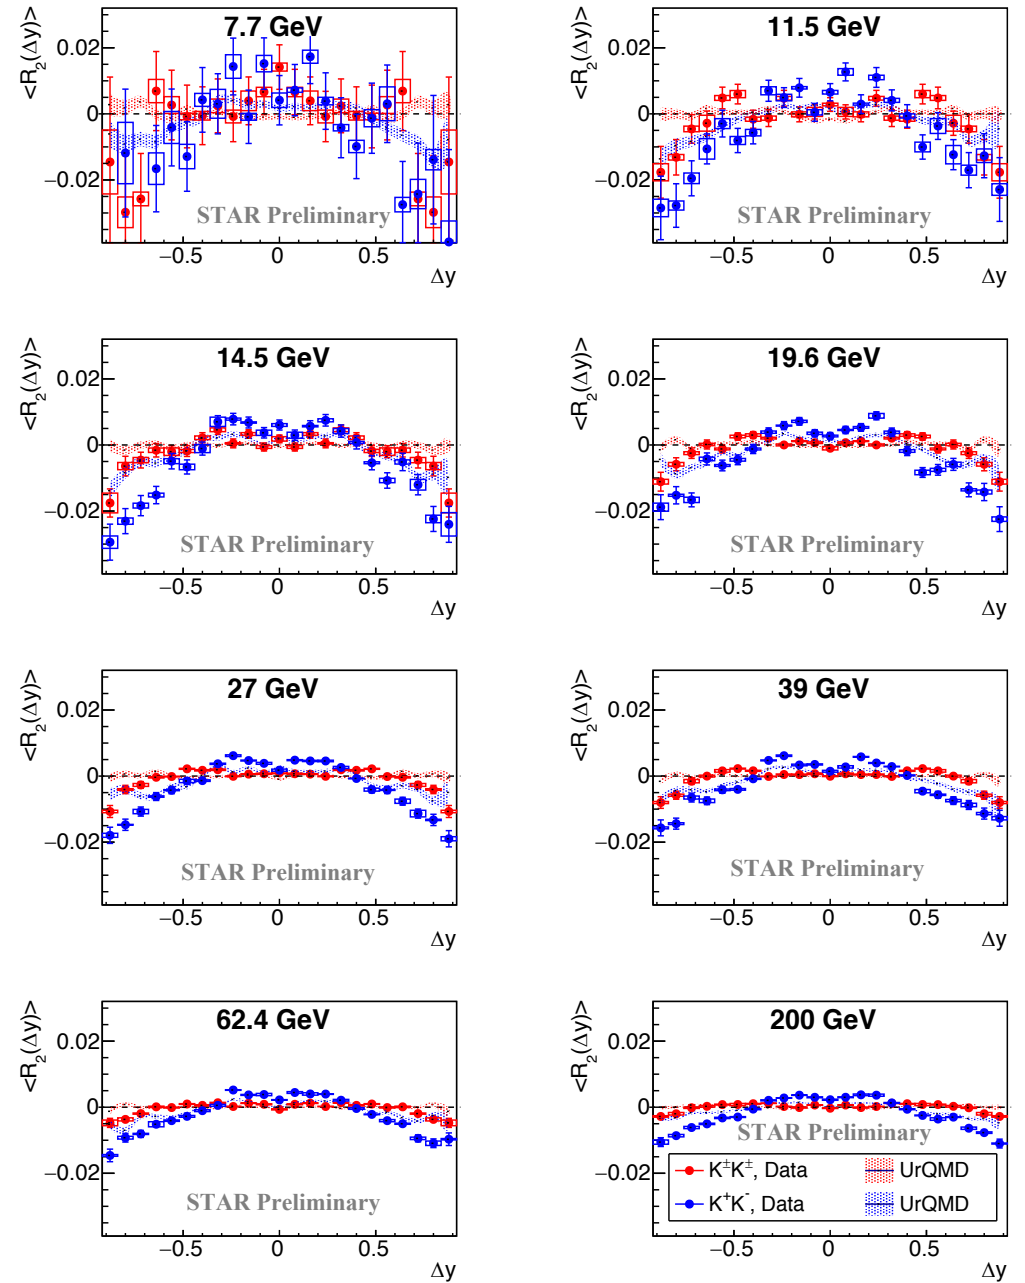 7.7 GeV
<R₂(Δy)>
0.02
0
−0.02
STAR Preliminary
−0.5
0
0.5
Δy
11.5 GeV
<R₂(Δy)>
0.02
0
−0.02
STAR Preliminary
−0.5
0
0.5
Δy
14.5 GeV
<R₂(Δy)>
0.02
0
−0.02
STAR Preliminary
−0.5
0
0.5
Δy
19.6 GeV
<R₂(Δy)>
0.02
0
−0.02
STAR Preliminary
−0.5
0
0.5
Δy
27 GeV
<R₂(Δy)>
0.02
0
−0.02
STAR Preliminary
−0.5
0
0.5
Δy
39 GeV
<R₂(Δy)>
0.02
0
−0.02
STAR Preliminary
−0.5
0
0.5
Δy
62.4 GeV
<R₂(Δy)>
0.02
0
−0.02
STAR Preliminary
−0.5
0
0.5
Δy
200 GeV
<R₂(Δy)>
0.02
0
−0.02
STAR Preliminary
K±K±, Data
UrQMD
K⁺K⁻, Data
UrQMD
−0.5
0
0.5
Δy